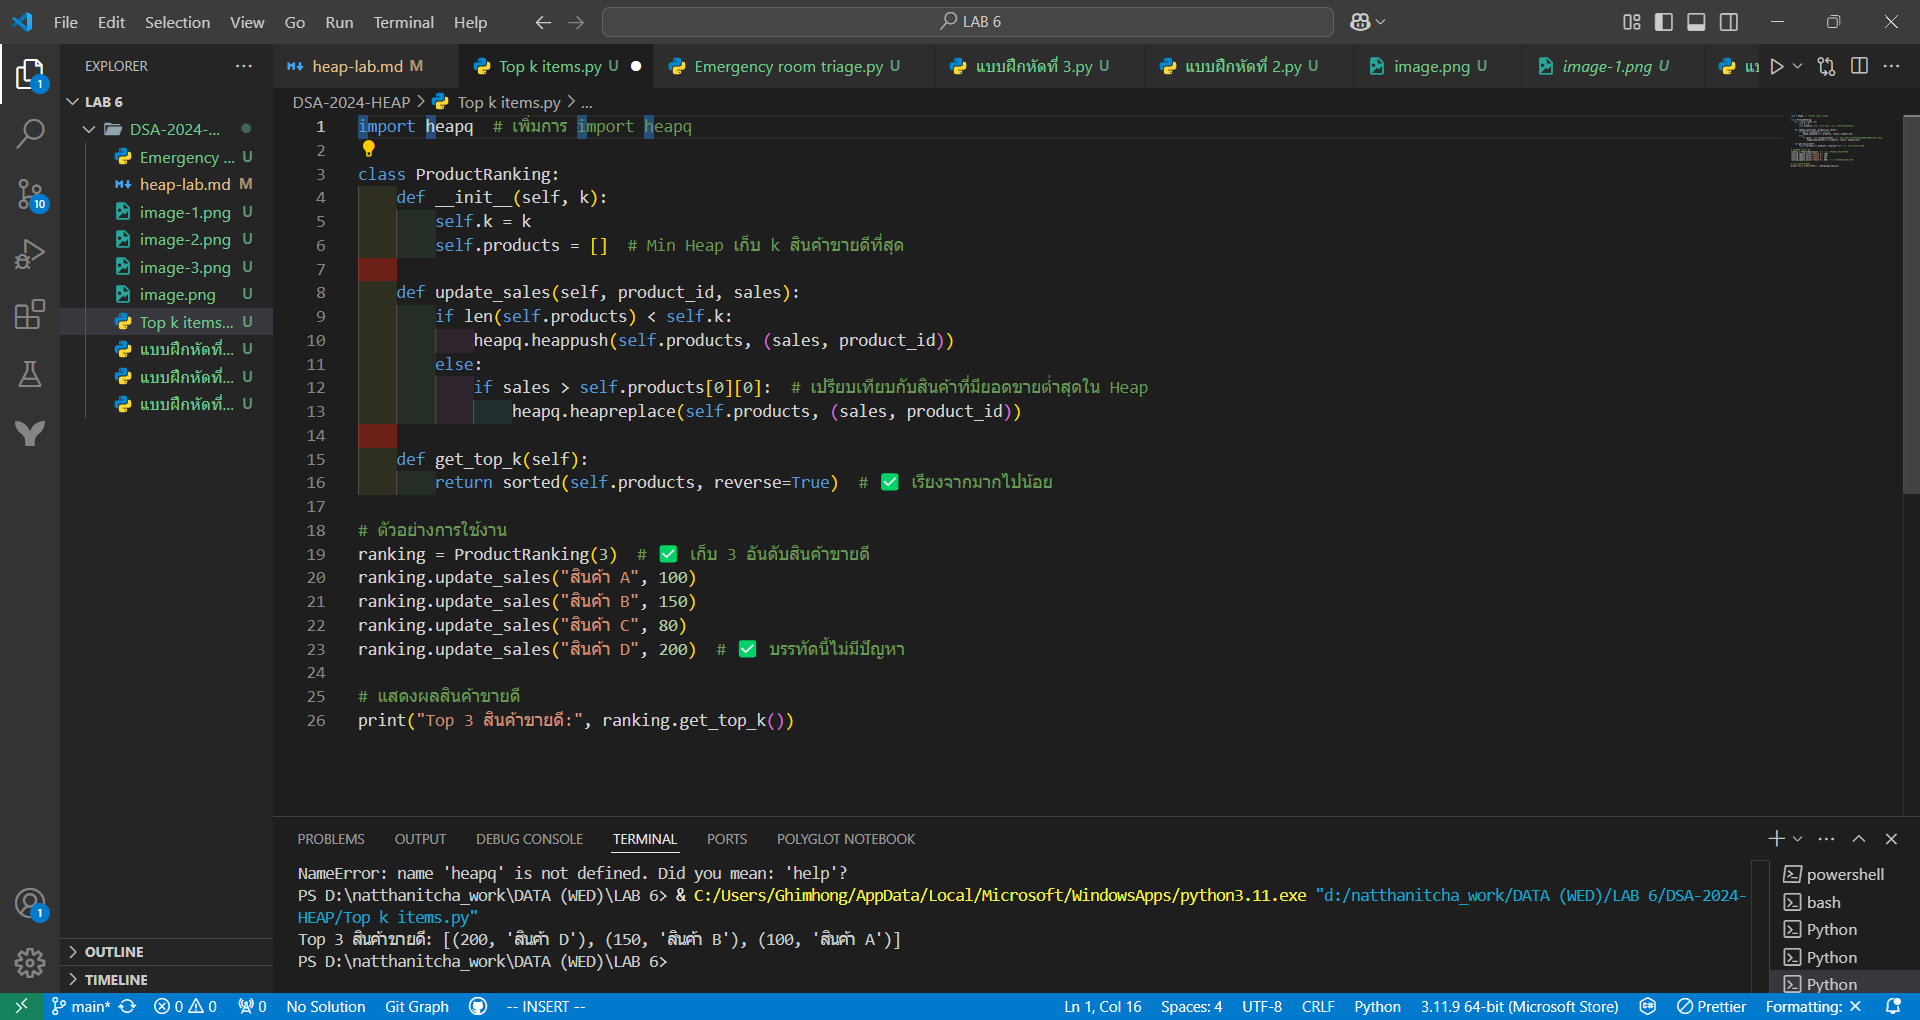 File Edit Selection View Go Run Terminal Help
LAB 6
EXPLORER
heap-lab.md M
Top k items.py U
Emergency room triage.py U
แบบฝึกหัดที่ 3.py U
แบบฝึกหัดที่ 2.py U
image.png U
image-1.png U
LAB 6
DSA-2024-...
Emergency ... U
heap-lab.md M
image-1.png U
image-2.png U
image-3.png U
image.png U
Top k items... U
แบบฝึกหัดที่... U
แบบฝึกหัดที่... U
แบบฝึกหัดที่... U
OUTLINE
TIMELINE
1
10
1
DSA-2024-HEAP > Top k items.py > ...
1 import heapq # เพิ่มการ import heapq
2
3 class ProductRanking:
4 def __init__(self, k):
5 self.k = k
6 self.products = [] # Min Heap เก็บ k สินค้าขายดีที่สุด
7
8 def update_sales(self, product_id, sales):
9 if len(self.products) < self.k:
10 heapq.heappush(self.products, (sales, product_id))
11 else:
12 if sales > self.products[0][0]: # เปรียบเทียบกับสินค้าที่มียอดขายต่ำสุดใน Heap
13 heapq.heapreplace(self.products, (sales, product_id))
14
15 def get_top_k(self):
16 return sorted(self.products, reverse=True) # ✅ เรียงจากมากไปน้อย
17
18 # ตัวอย่างการใช้งาน
19 ranking = ProductRanking(3) # ✅ เก็บ 3 อันดับสินค้าขายดี
20 ranking.update_sales("สินค้า A", 100)
21 ranking.update_sales("สินค้า B", 150)
22 ranking.update_sales("สินค้า C", 80)
23 ranking.update_sales("สินค้า D", 200) # ✅ บรรทัดนี้ไม่มีปัญหา
24
25 # แสดงผลสินค้าขายดี
26 print("Top 3 สินค้าขายดี:", ranking.get_top_k())
PROBLEMS OUTPUT DEBUG CONSOLE TERMINAL PORTS POLYGLOT NOTEBOOK
NameError: name 'heapq' is not defined. Did you mean: 'help'?
PS D:\natthanitcha_work\DATA (WED)\LAB 6> & C:/Users/Ghimhong/AppData/Local/Microsoft/WindowsApps/python3.11.exe "d:/natthanitcha_work/DATA (WED)/LAB 6/DSA-2024-
HEAP/Top k items.py"
Top 3 สินค้าขายดี: [(200, 'สินค้า D'), (150, 'สินค้า B'), (100, 'สินค้า A')]
PS D:\natthanitcha_work\DATA (WED)\LAB 6>
powershell
bash
Python
Python
Python
main* 0 0 0 No Solution Git Graph -- INSERT -- Ln 1, Col 16 Spaces: 4 UTF-8 CRLF Python 3.11.9 64-bit (Microsoft Store) Prettier Formatting: ×